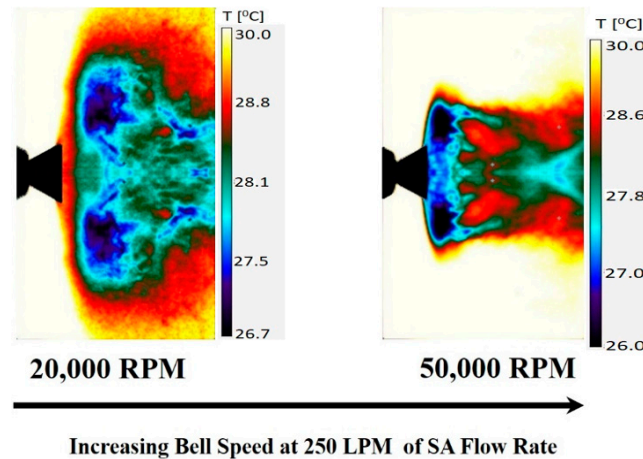 T [°C]
30.0
28.8
28.1
27.5
26.7
T [°C]
30.0
28.6
27.8
27.0
26.0
20,000 RPM
50,000 RPM
Increasing Bell Speed at 250 LPM of SA Flow Rate